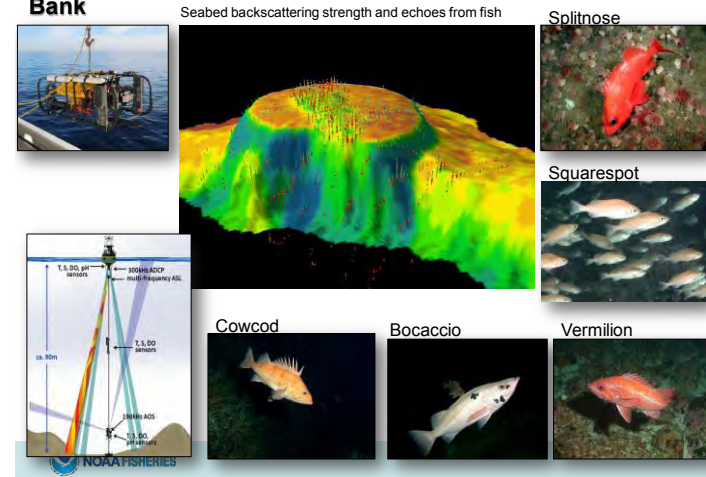 Bank
Seabed backscattering strength and echoes from fish
Splitnose
Squarespot
T, S, DO, pH
sensors
300kHz ADCP
multi-frequency ASL
T, S, DO
sensors
ca. 90m
190kHz AOS
T, S, DO,
pH sensors
Cowcod
Bocaccio
Vermilion
NOAA FISHERIES